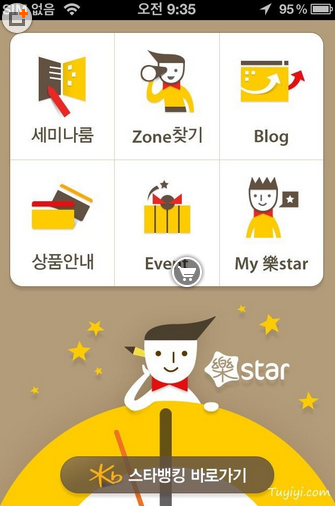 SIM 없음 오전 9:35 95%
세미나룸 Zone찾기 Blog
상품안내 Event My 樂star
樂star
Kb 스타뱅킹 바로가기
Tuyiyi.com